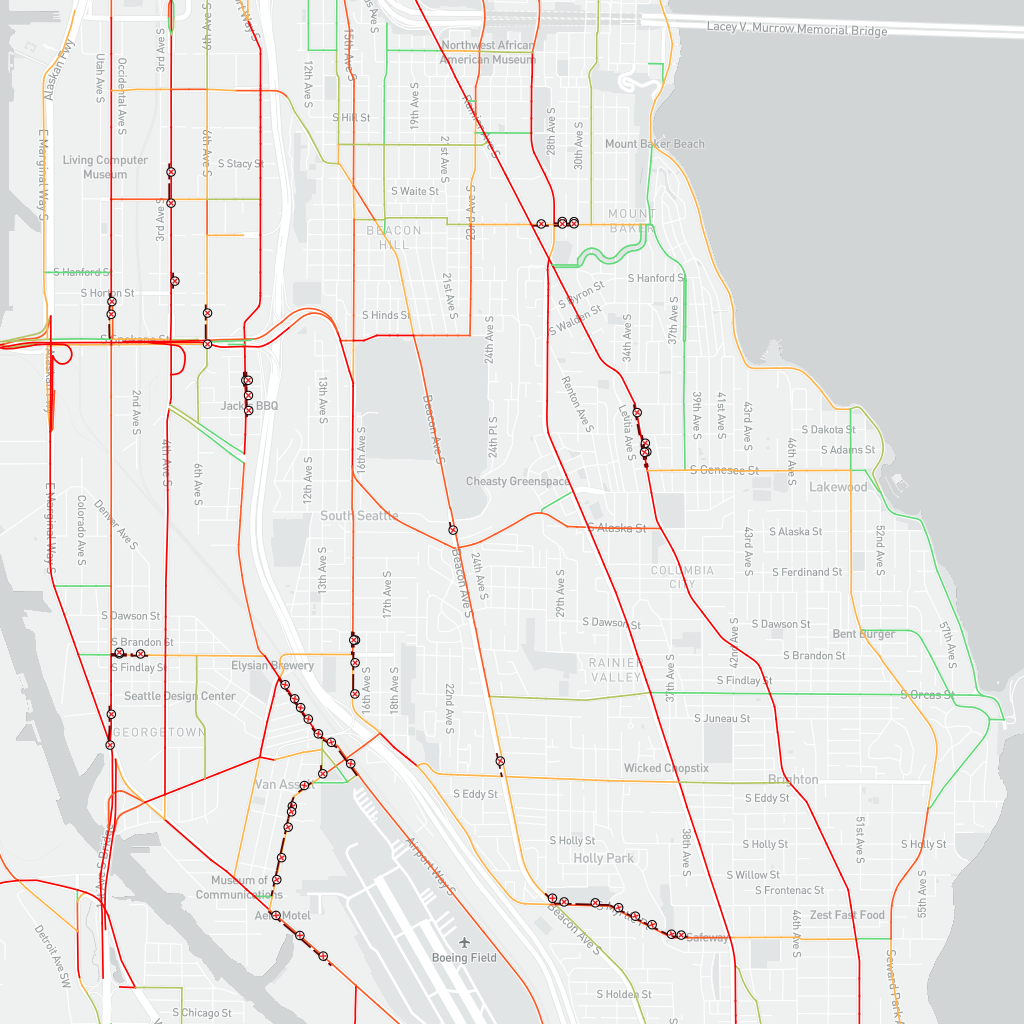 Lacey V. Murrow Memorial Bridge
Northwest African
American Museum
Alaskan Fwy
Utah Ave S
Occidental Ave S
3rd Ave S
15th Ave S
12th Ave S
19th Ave S
S Hill St
Rainier Ave S
28th Ave S
30th Ave S
Mount Baker Beach
E Marginal Way S
6th Ave S
Living Computer
Museum
S Stacy St
S Waite St
3rd Ave S
23rd Ave S
MOUNT
BAKER
BEACON
HILL
S Hanford St
S Horton St
21st Ave S
S Hanford St
S Byron St
S Walden St
S Hinds St
24th Ave S
34th Ave S
37th Ave S
S Spokane St
2nd Ave S
13th Ave S
Jack's BBQ
Renton Ave S
Letitia Ave S
39th Ave S
41st Ave S
43rd Ave S
Beacon Ave S
16th Ave S
24th Pl S
S Dakota St
S Adams St
46th Ave S
S Genesee St
Lakewood
4th Ave S
6th Ave S
12th Ave S
Cheasty Greenspace
E Marginal Way S
Colorado Ave S
Denver Ave S
South Seattle
S Alaska St
S Alaska St
43rd Ave S
52nd Ave S
13th Ave S
17th Ave S
Beacon Ave S
24th Ave S
29th Ave S
COLUMBIA
CITY
S Ferdinand St
S Dawson St
S Dawson St
S Dawson St
S Brandon St
S Findlay St
Elysian Brewery
Bent Burger
57th Ave S
42nd Ave S
S Brandon St
RAINIER
VALLEY
S Findlay St
37th Ave S
16th Ave S
18th Ave S
22nd Ave S
Seattle Design Center
S Orcas St
GEORGETOWN
S Juneau St
Wicked Chopstix
Brighton
Van Asselt
S Eddy St
S Eddy St
Airport Way S
S Holly St
Holly Park
38th Ave S
S Holly St
51st Ave S
S Holly St
Museum of
Communications
S Willow St
S Frontenac St
55th Ave S
46th Ave S
Zest Fast Food
Beacon Ave S
Safeway
Boeing Field
Detroit Ave SW
S Holden St
S Chicago St